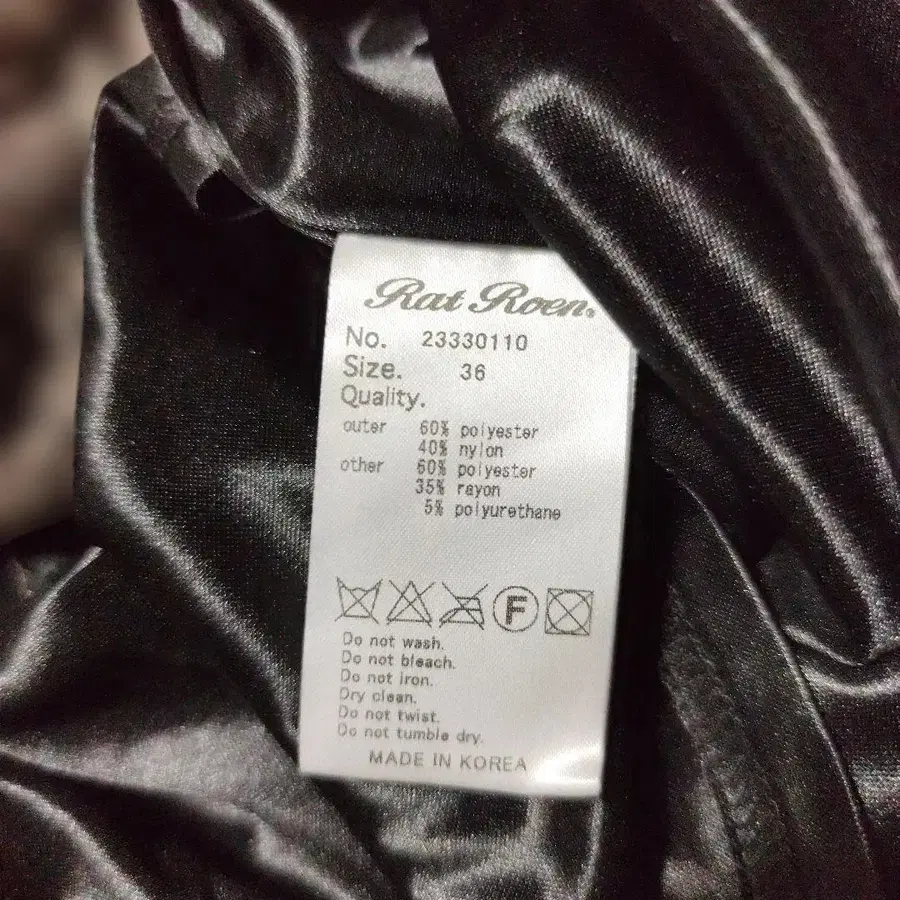 Rat Roen.
No. 23330110
Size. 36
Quality.
outer 60% polyester
40% nylon
other 60% polyester
35% rayon
5% polyurethane
F
Do not wash.
Do not bleach.
Do not iron.
Dry clean.
Do not twist.
Do not tumble dry.
MADE IN KOREA